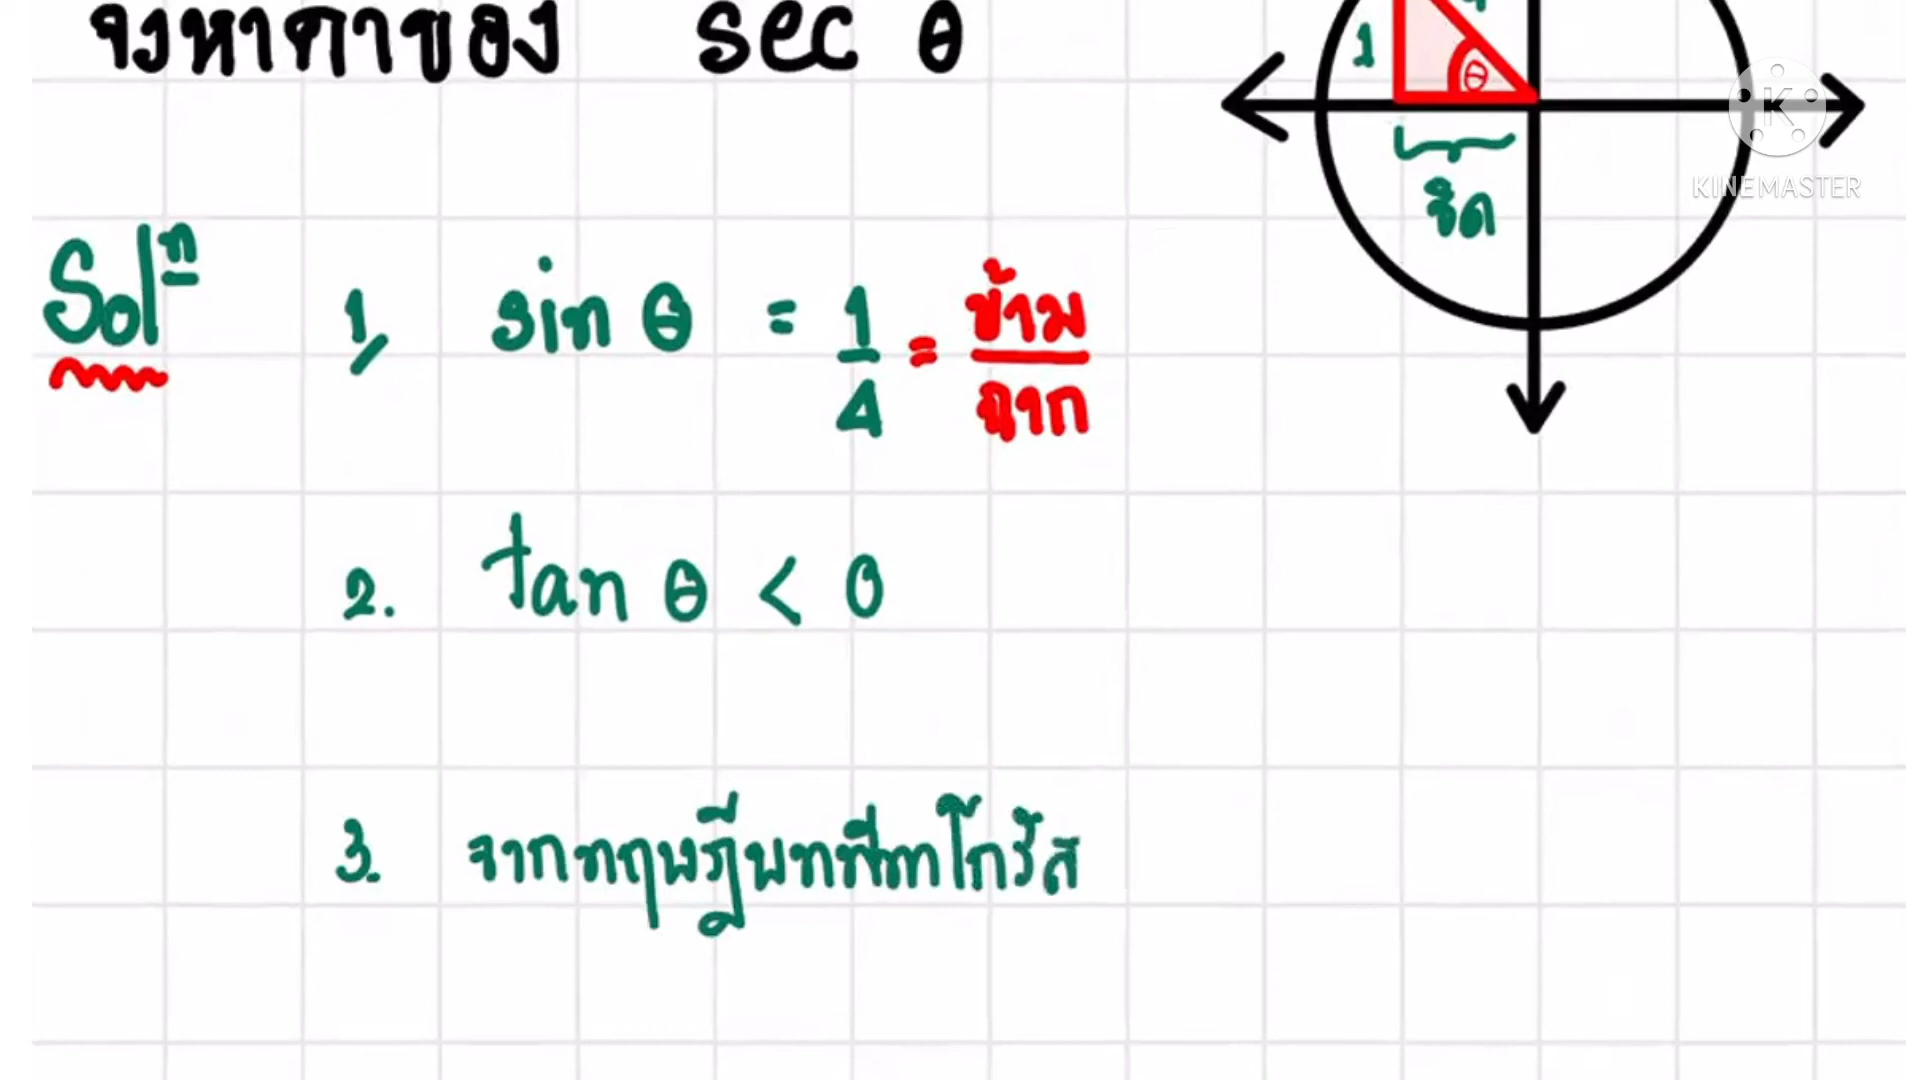 จงหาค่าของ sec θ
4
1
θ
ชิด
KINEMASTER
Solⁿ 1, sin θ = 1/4 = ข้าม/ฉาก
2. tan θ < 0
3. จากทฤษฎีบทพีทาโกรัส